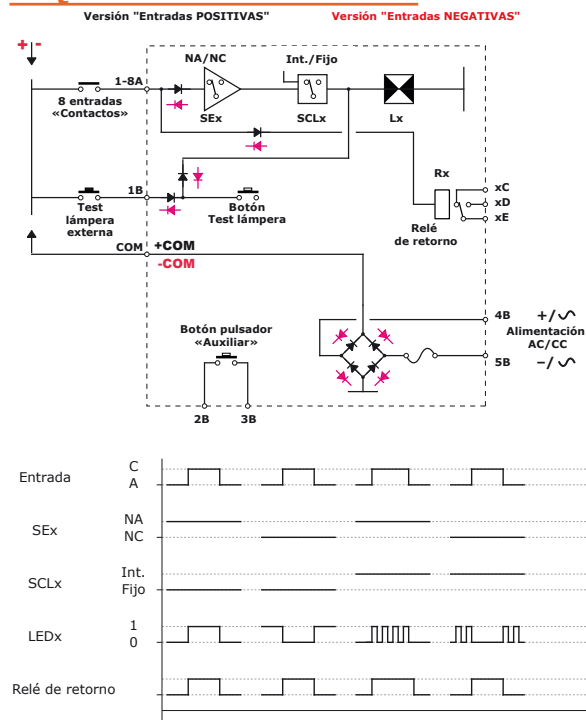 Versión "Entradas POSITIVAS" Versión "Entradas NEGATIVAS"
+ -
NA/NC Int./Fijo
1-8A
8 entradas
«Contactos»
SEx SCLx Lx
Rx
xC
xD
xE
1B
Test
lámpera
externa
Botón
Test lámpera
Relé
de retorno
COM +COM
-COM
4B +/
Alimentación
AC/CC
5B −/
Botón pulsador
«Auxiliar»
2B 3B
Entrada C
A
SEx NA
NC
SCLx Int.
Fijo
LEDx 1
0
Relé de retorno